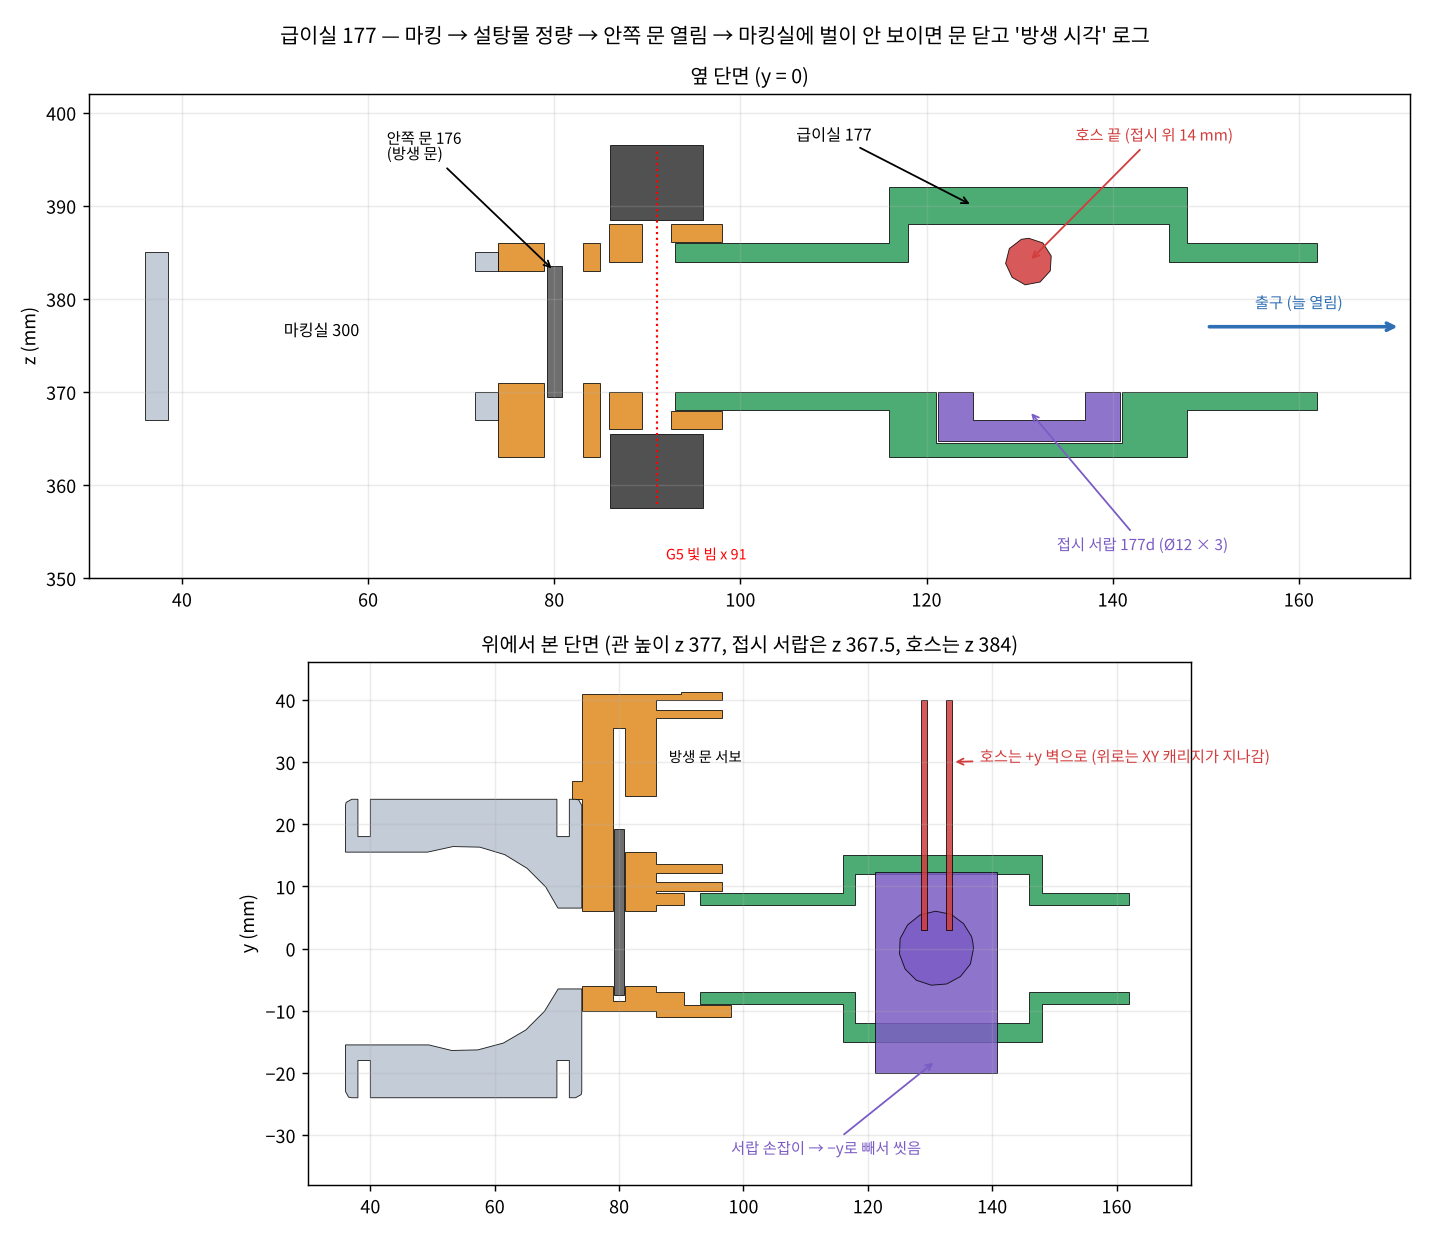 급이실 177 — 마킹 → 설탕물 정량 → 안쪽 문 열림 → 마킹실에 벌이 안 보이면 문 닫고 '방생 시각' 로그
옆 단면 (y = 0)
400
390
380
370
360
350
z (mm)
안쪽 문 176
(방생 문)
급이실 177
호스 끝 (접시 위 14 mm)
마킹실 300
출구 (늘 열림)
G5 빛 빔 x 91
접시 서랍 177d (Ø12 × 3)
40
60
80
100
120
140
160
위에서 본 단면 (관 높이 z 377, 접시 서랍은 z 367.5, 호스는 z 384)
40
30
20
10
0
−10
−20
−30
y (mm)
방생 문 서보
호스는 +y 벽으로 (위로는 XY 캐리지가 지나감)
서랍 손잡이 → −y로 빼서 씻음
40
60
80
100
120
140
160